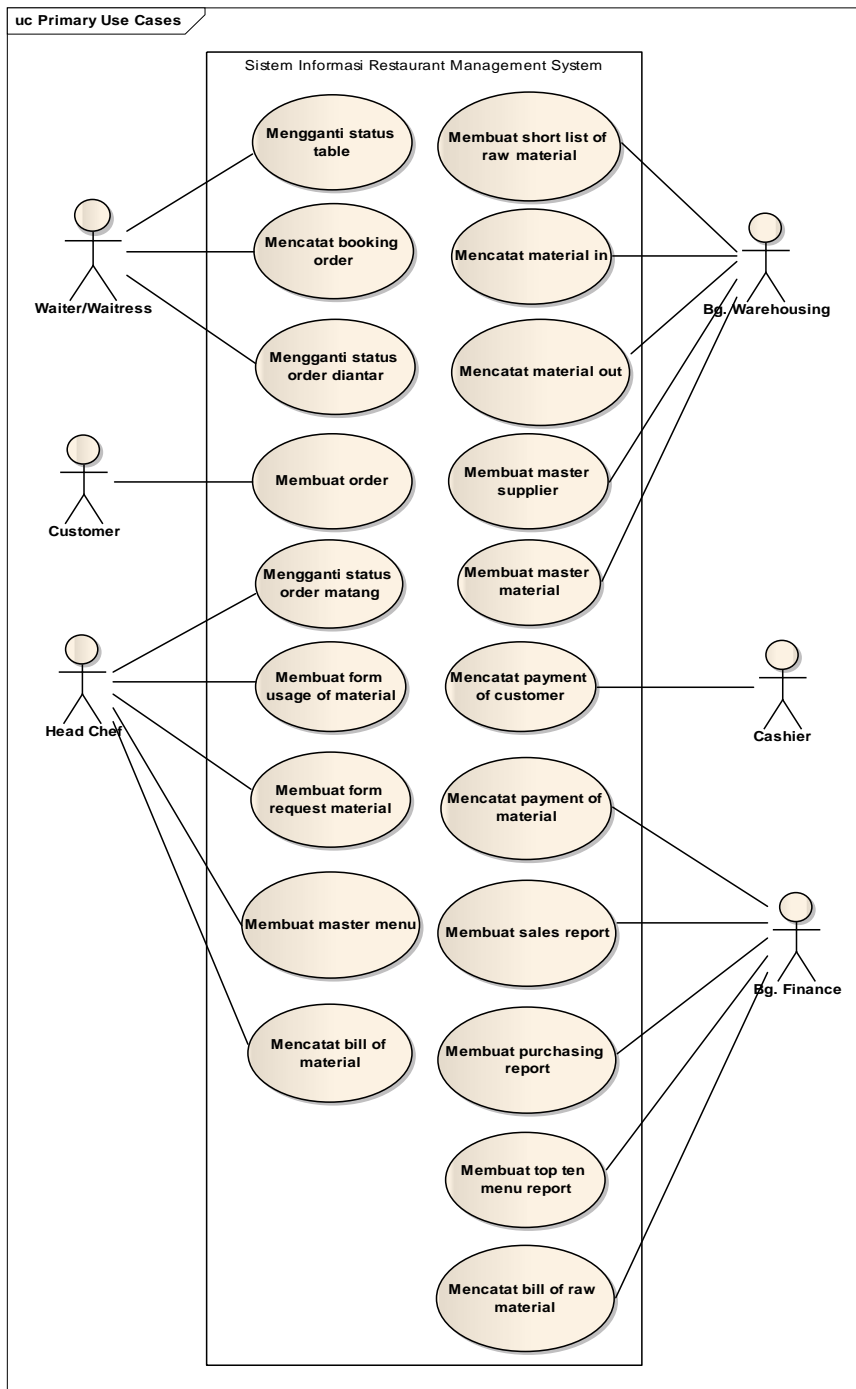 uc Primary Use Cases
Sistem Informasi Restaurant Management System
Mengganti status
table
Mencatat booking
order
Mengganti status
order diantar
Membuat order
Mengganti status
order matang
Membuat form
usage of material
Membuat form
request material
Membuat master menu
Mencatat bill of
material
Membuat short list of
raw material
Mencatat material in
Mencatat material out
Membuat master
supplier
Membuat master
material
Mencatat payment
of customer
Mencatat payment of
material
Membuat sales report
Membuat purchasing
report
Membuat top ten
menu report
Mencatat bill of raw
material
Waiter/Waitress
Customer
Head Chef
Bg. Warehousing
Cashier
Bg. Finance